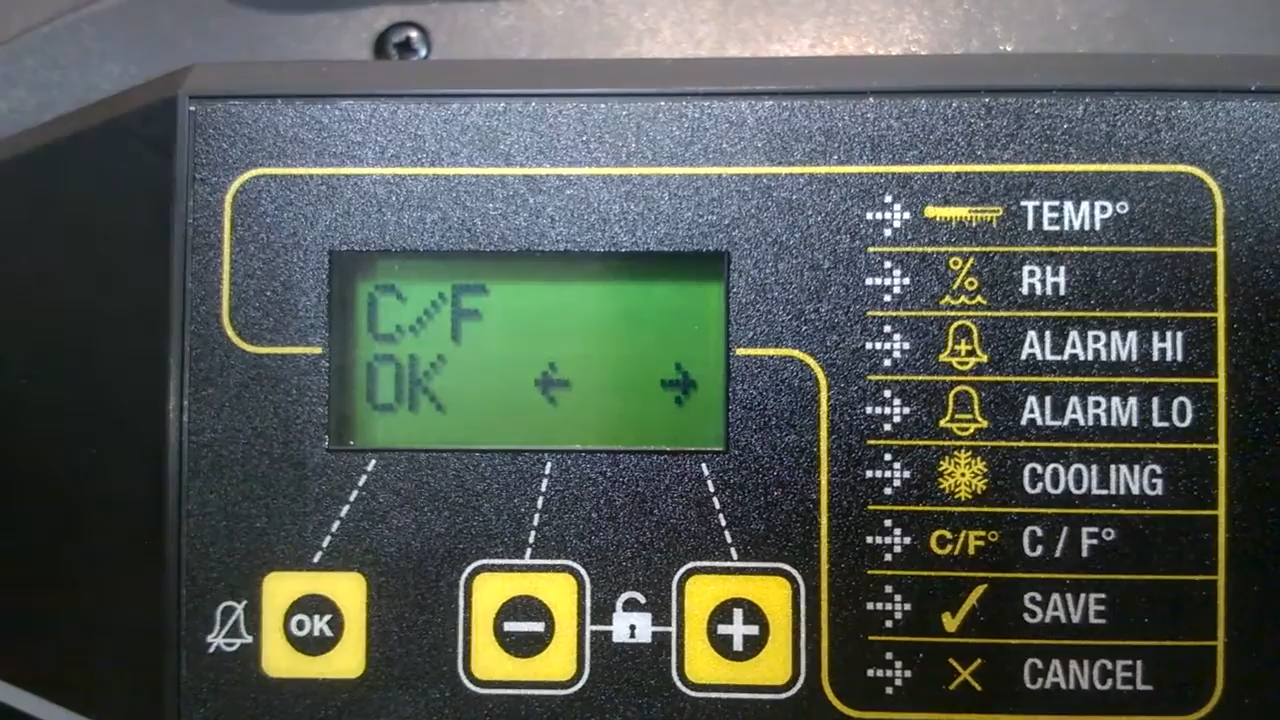 C/F
OK ← →
OK
TEMP°
% RH
ALARM HI
ALARM LO
COOLING
C/F° C / F°
SAVE
CANCEL